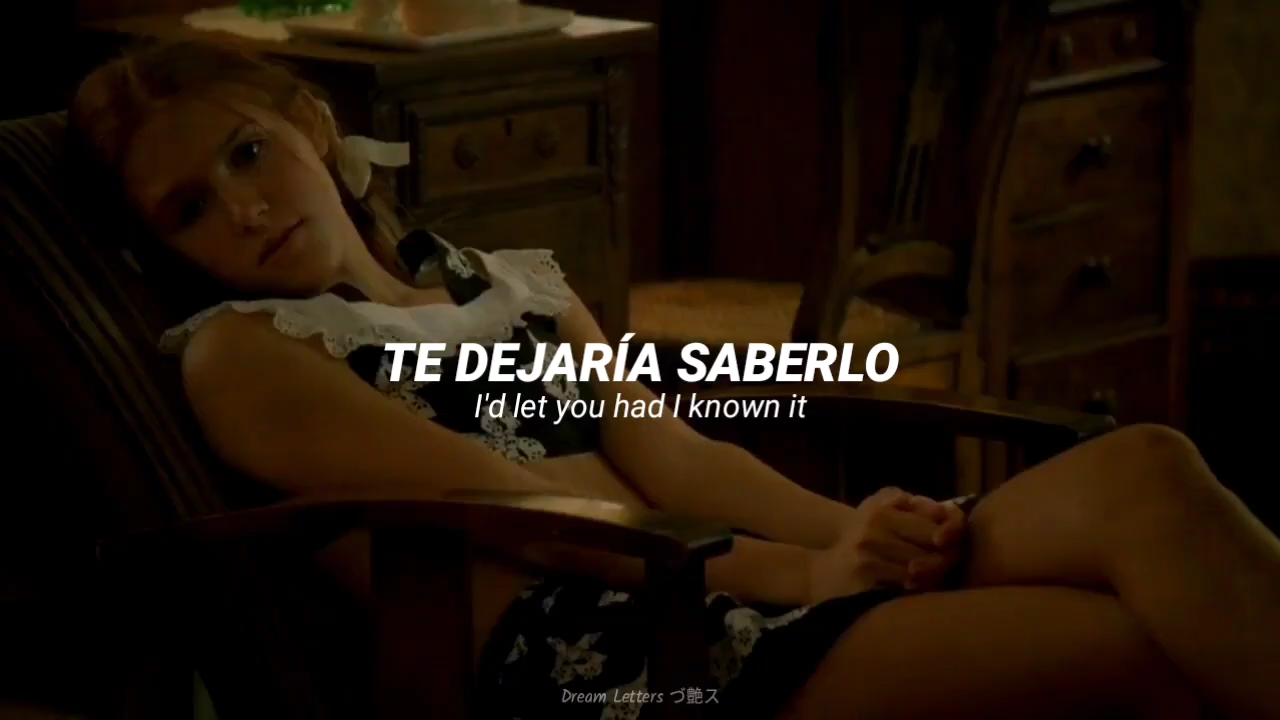 TE DEJARÍA SABERLO
I'd let you had I known it
Dream Letters づ艶ス